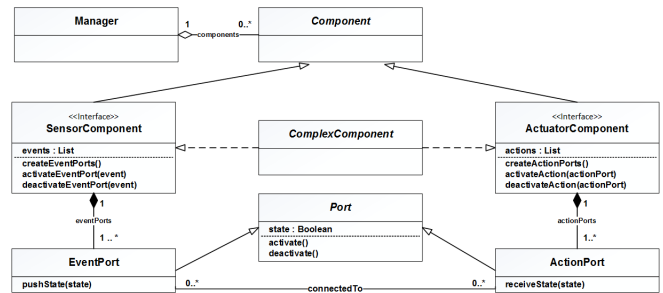 Manager
1
components
0..*
Component
<<Interface>>
SensorComponent
events : List
createEventPorts()
activateEventPort(event)
deactivateEventPort(event)
ComplexComponent
<<Interface>>
ActuatorComponent
actions : List
createActionPorts()
activateAction(actionPort)
deactivateAction(actionPort)
1
eventPorts
1 .. *
Port
state : Boolean
activate()
deactivate()
1
actionPorts
1..*
EventPort
pushState(state)
0..*
connectedTo
0..*
ActionPort
receiveState(state)